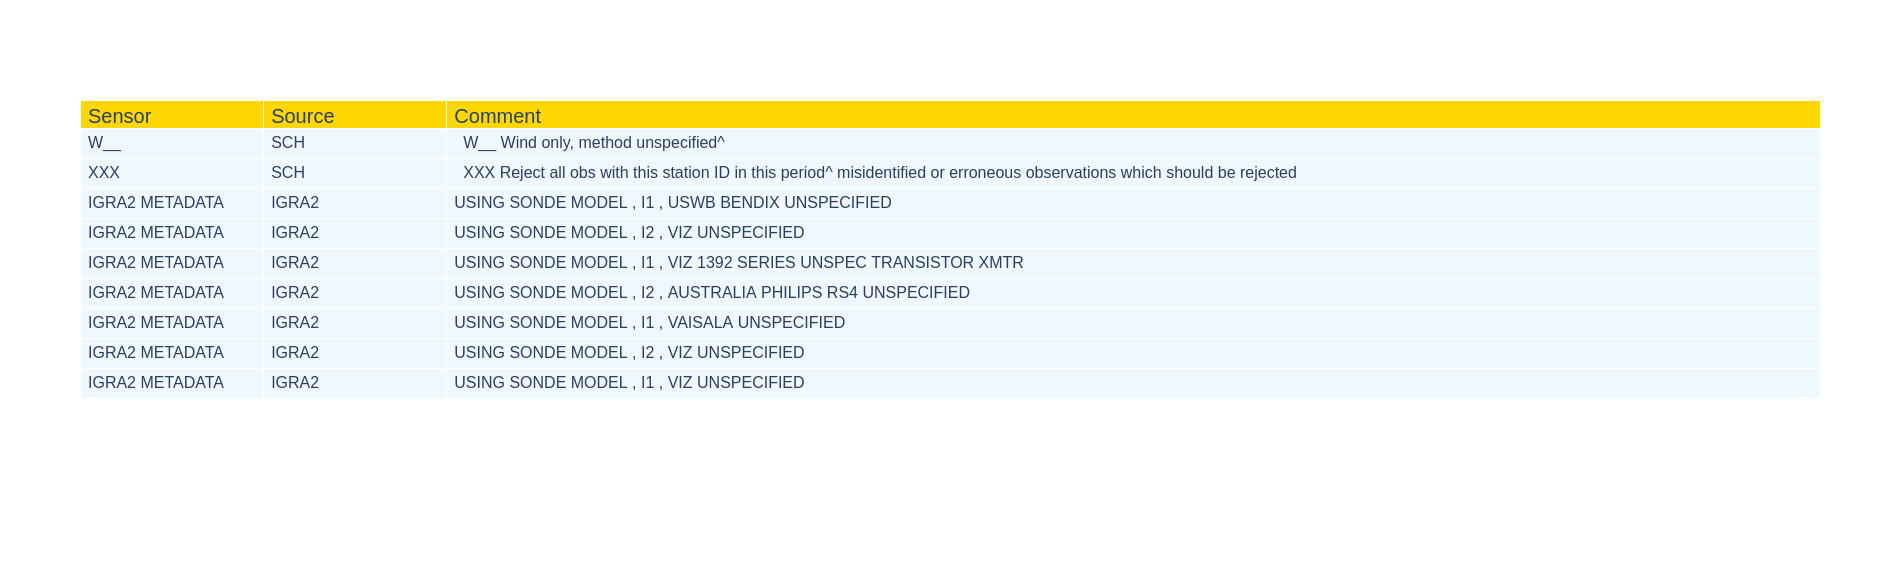 Sensor Source Comment
W__ SCH W__ Wind only, method unspecified^
XXX SCH XXX Reject all obs with this station ID in this period^ misidentified or erroneous observations which should be rejected
IGRA2 METADATA IGRA2 USING SONDE MODEL , I1 , USWB BENDIX UNSPECIFIED
IGRA2 METADATA IGRA2 USING SONDE MODEL , I2 , VIZ UNSPECIFIED
IGRA2 METADATA IGRA2 USING SONDE MODEL , I1 , VIZ 1392 SERIES UNSPEC TRANSISTOR XMTR
IGRA2 METADATA IGRA2 USING SONDE MODEL , I2 , AUSTRALIA PHILIPS RS4 UNSPECIFIED
IGRA2 METADATA IGRA2 USING SONDE MODEL , I1 , VAISALA UNSPECIFIED
IGRA2 METADATA IGRA2 USING SONDE MODEL , I2 , VIZ UNSPECIFIED
IGRA2 METADATA IGRA2 USING SONDE MODEL , I1 , VIZ UNSPECIFIED